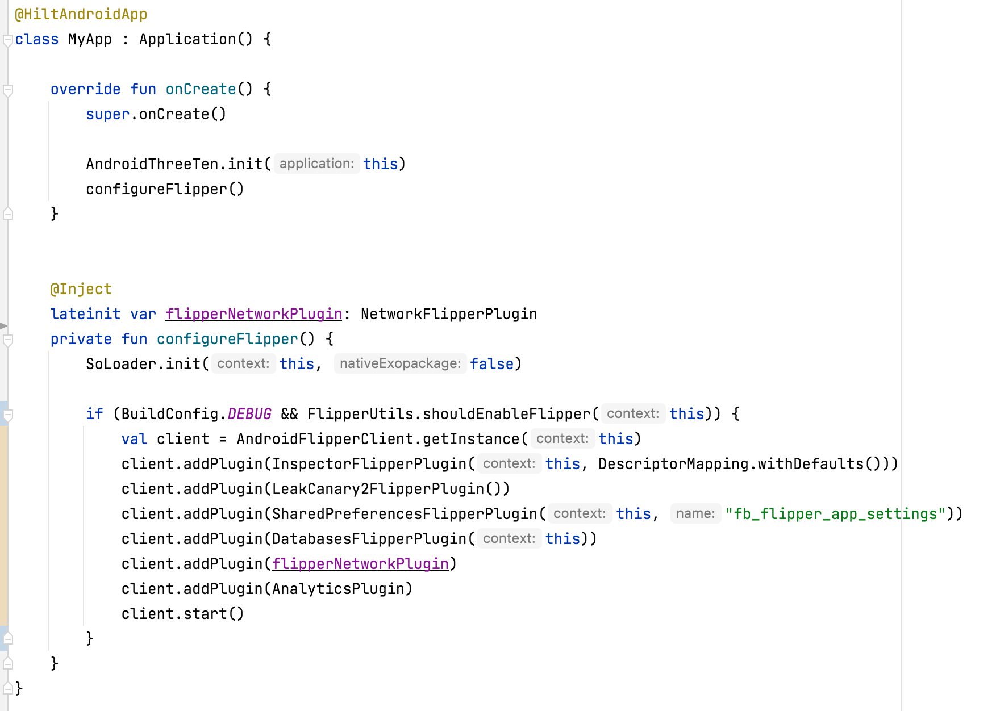 @HiltAndroidApp
class MyApp : Application() {
override fun onCreate() {
super.onCreate()
AndroidThreeTen.init( application: this)
configureFlipper()
}
@Inject
lateinit var flipperNetworkPlugin: NetworkFlipperPlugin
private fun configureFlipper() {
SoLoader.init( context: this, nativeExopackage: false)
if (BuildConfig.DEBUG && FlipperUtils.shouldEnableFlipper( context: this)) {
val client = AndroidFlipperClient.getInstance( context: this)
client.addPlugin(InspectorFlipperPlugin( context: this, DescriptorMapping.withDefaults()))
client.addPlugin(LeakCanary2FlipperPlugin())
client.addPlugin(SharedPreferencesFlipperPlugin( context: this, name: "fb_flipper_app_settings"))
client.addPlugin(DatabasesFlipperPlugin( context: this))
client.addPlugin(flipperNetworkPlugin)
client.addPlugin(AnalyticsPlugin)
client.start()
}
}
}